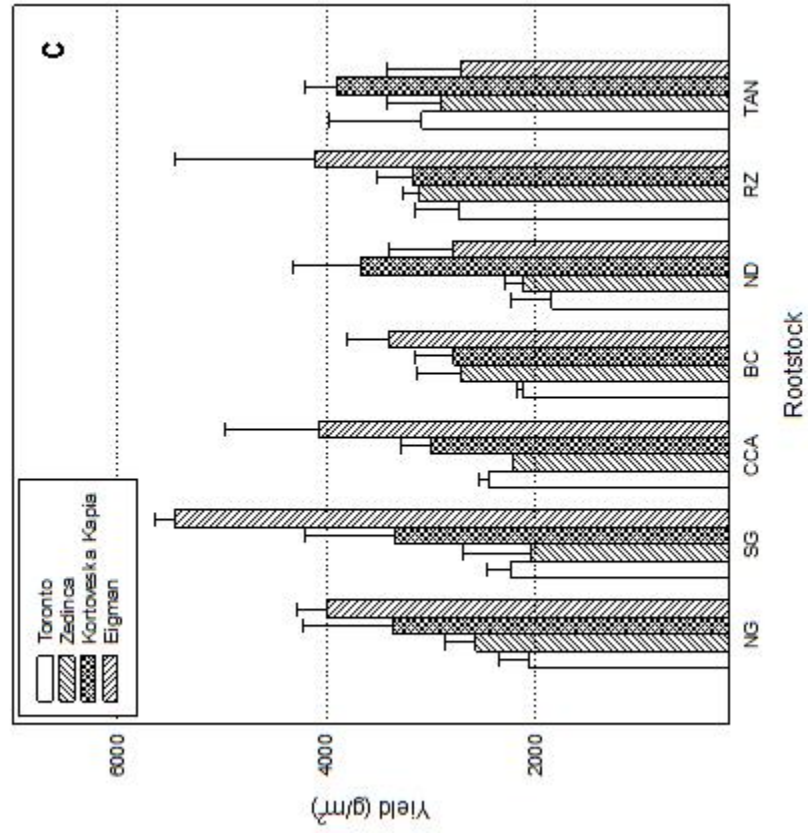 C
Toronto
Zedinca
Kortoveska Kapia
Eigman
6000
4000
2000
Yield (g/m²)
NG SG CCA BC ND RZ TAN
Rootstock